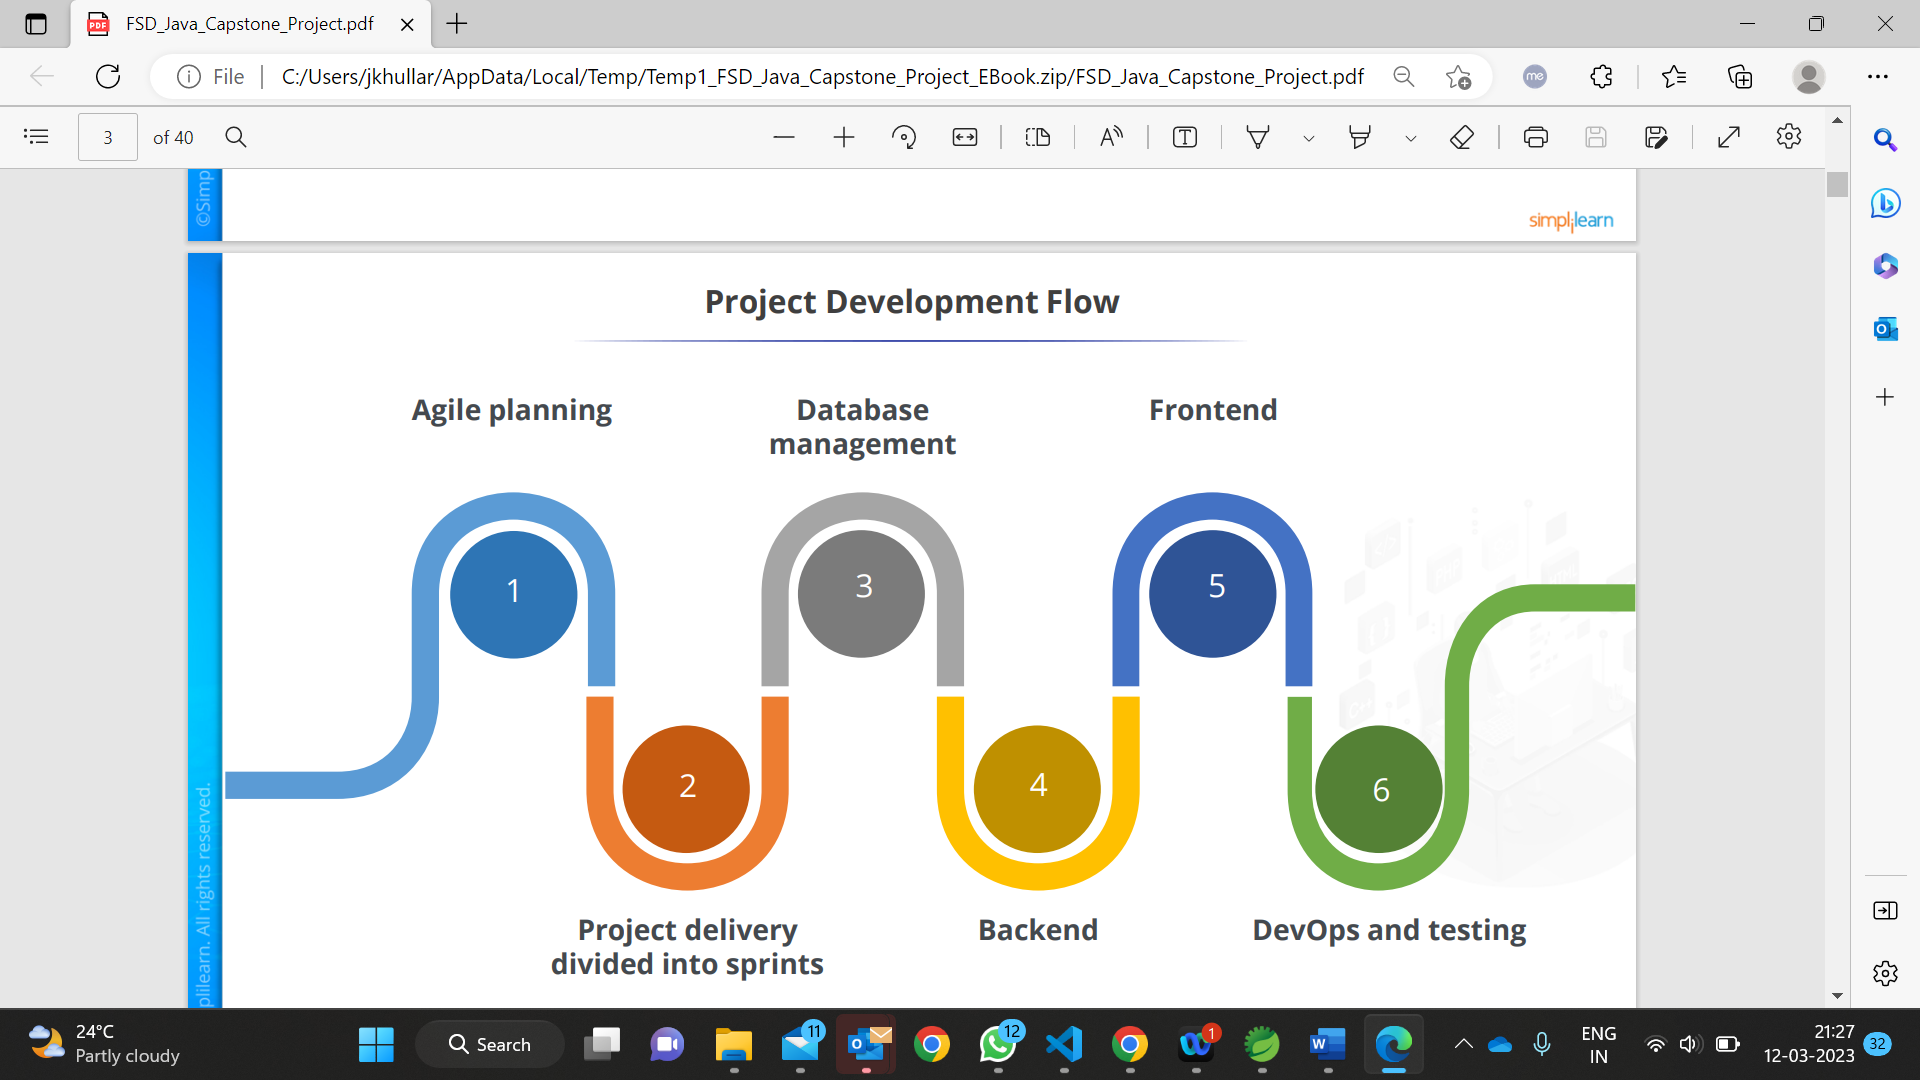 FSD_Java_Capstone_Project.pdf
File
C:/Users/jkhullar/AppData/Local/Temp/Temp1_FSD_Java_Capstone_Project_EBook.zip/FSD_Java_Capstone_Project.pdf
me
3 of 40
©Simp
simplilearn
Project Development Flow
Agile planning
Database
management
Frontend
1
3
5
2
4
6
Project delivery
divided into sprints
Backend
DevOps and testing
plilearn. All rights reserved.
24°C
Partly cloudy
Search
11
12
1
ENG
IN
21:27
12-03-2023
32